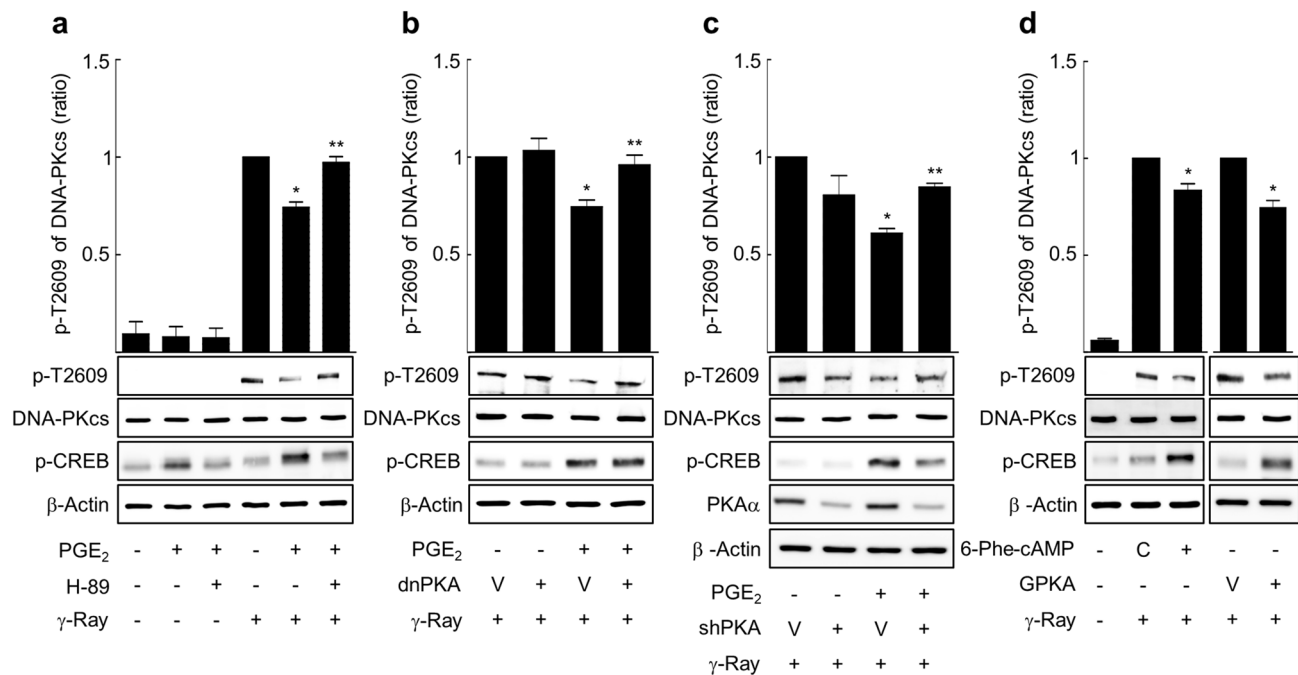 a
p-T2609 of DNA-PKcs (ratio)
1.5
1
0.5
*
**
p-T2609
DNA-PKcs
p-CREB
β-Actin
PGE2 - + + - + +
H-89 - - + - - +
γ-Ray - - - + + +
b
p-T2609 of DNA-PKcs (ratio)
1.5
1
0.5
*
**
p-T2609
DNA-PKcs
p-CREB
β-Actin
PGE2 - - + +
dnPKA V + V +
γ-Ray + + + +
c
p-T2609 of DNA-PKcs (ratio)
1.5
1
0.5
*
**
p-T2609
DNA-PKcs
p-CREB
PKAα
β -Actin
PGE2 - - + +
shPKA V + V +
γ-Ray + + + +
d
p-T2609 of DNA-PKcs (ratio)
1.5
1
0.5
*
*
p-T2609
DNA-PKcs
p-CREB
β -Actin
6-Phe-cAMP - C + - -
GPKA - - - V +
γ-Ray - + + + +